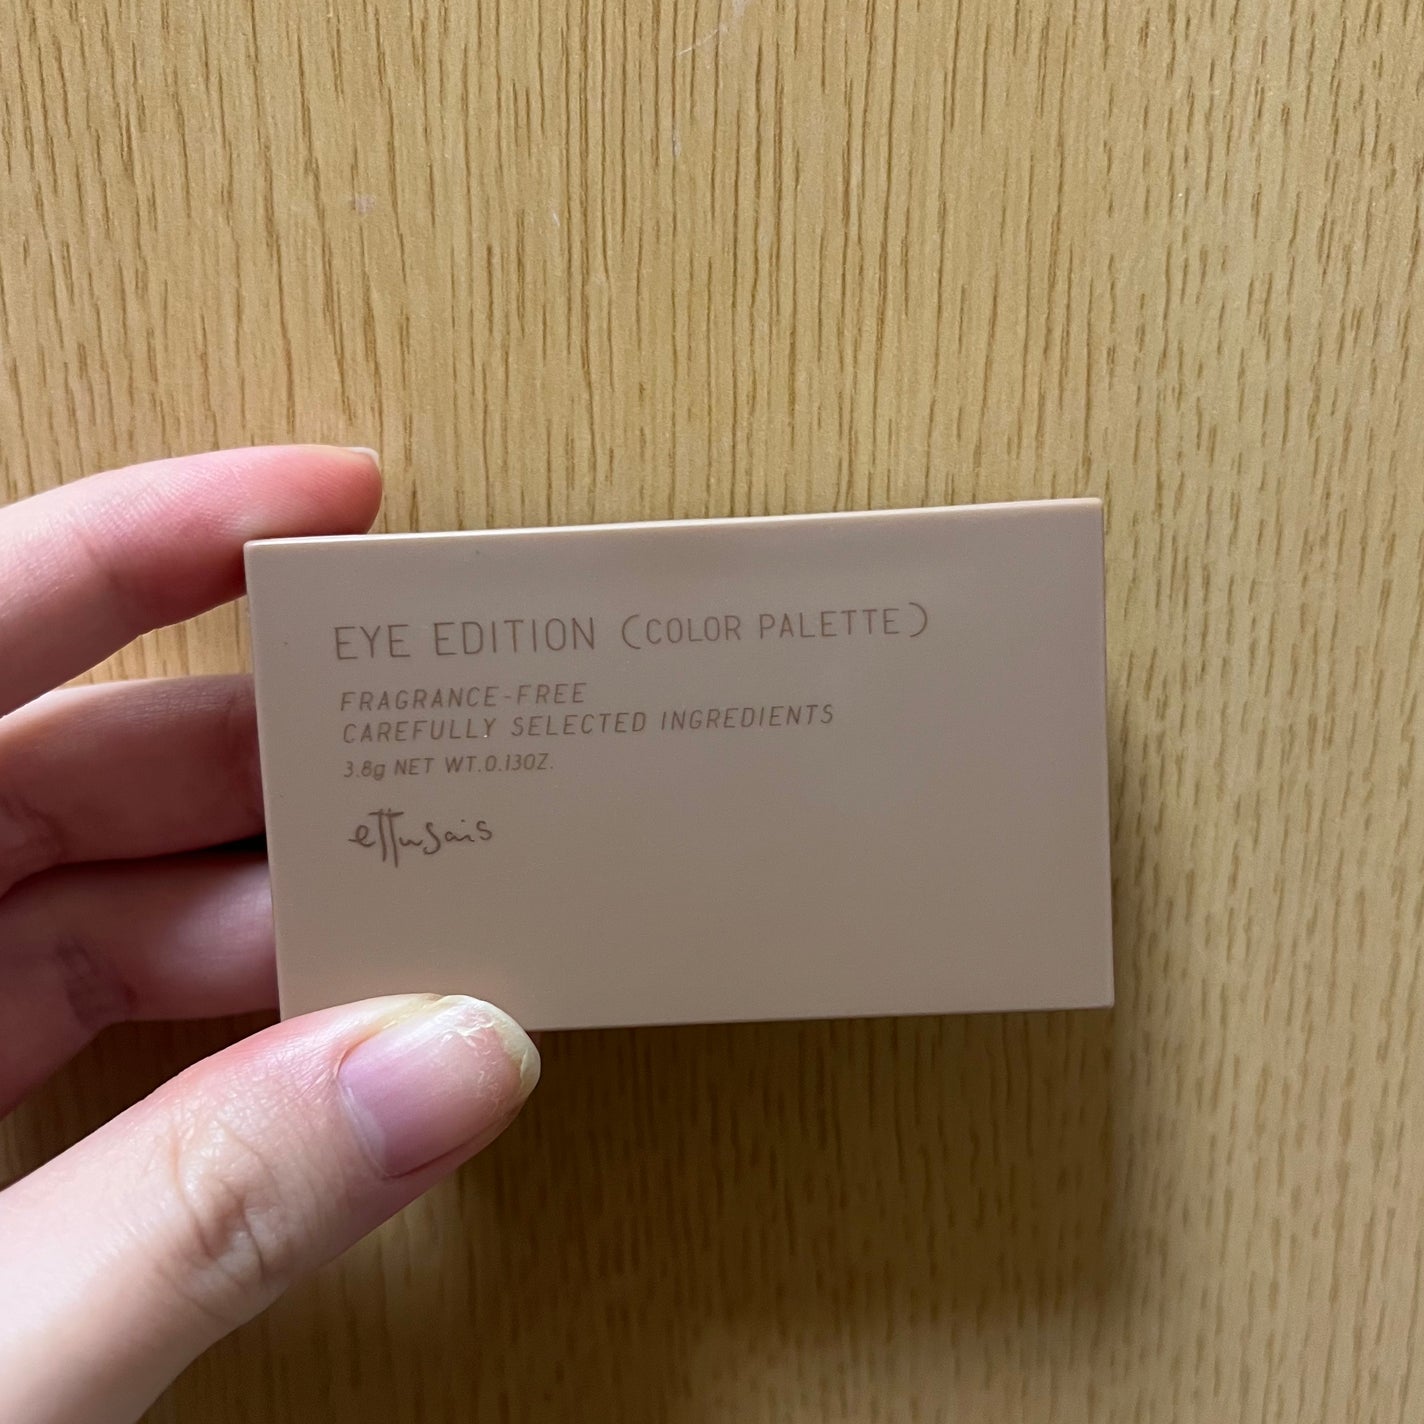 EYE EDITION (COLOR PALETTE)
FRAGRANCE-FREE
CAREFULLY SELECTED INGREDIENTS
3.8g NET WT.0.13OZ.
ettusais